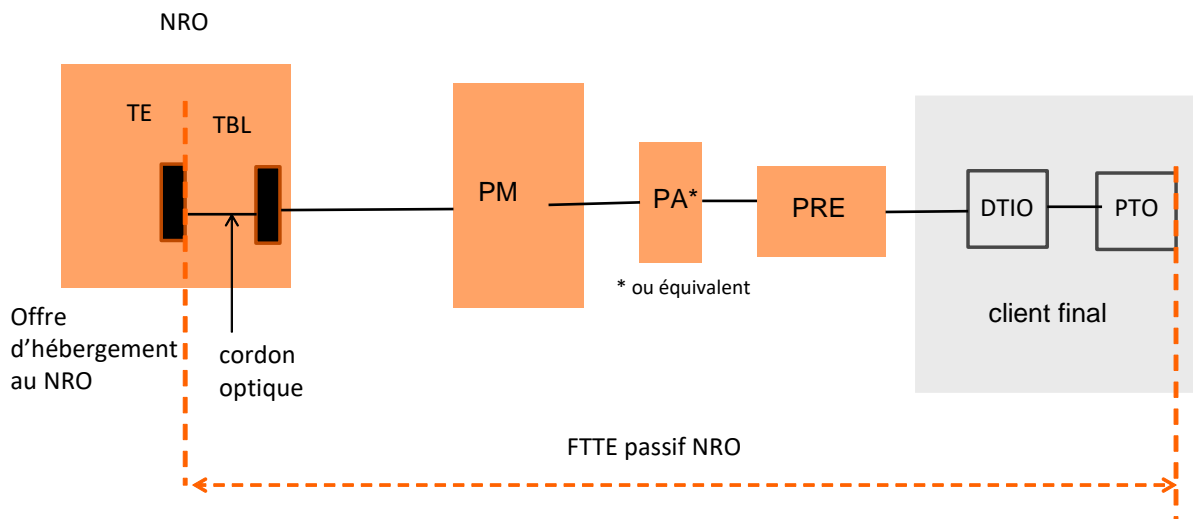 NRO
TE
TBL
PM
PA*
PRE
DTIO
PTO
* ou équivalent
client final
Offre
d’hébergement
au NRO
cordon
optique
FTTE passif NRO